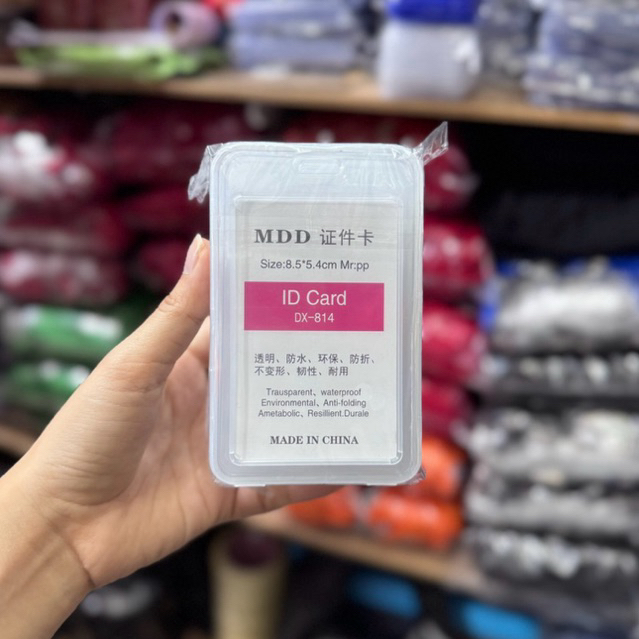 MDD 证件卡
Size:8.5*5.4cm Mr:pp
ID Card
DX-814
透明、防水、环保、防折、
不变形、韧性、耐用
Trausparent、waterproof
Environmental、Anti-folding
Ametabolic、Resillient.Durale
MADE IN CHINA